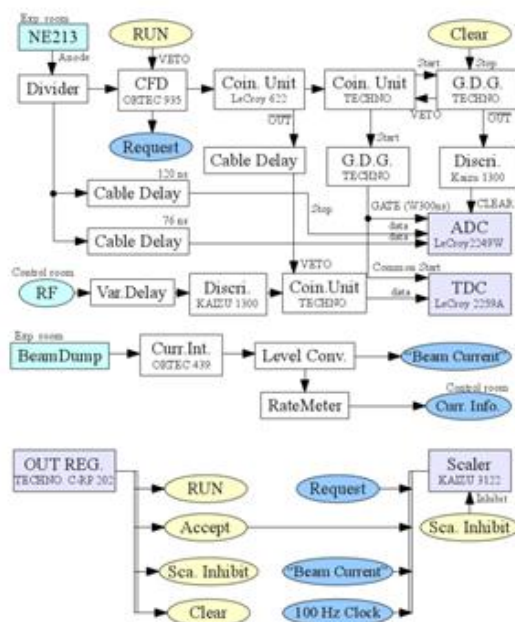 Exp. room
NE213
RUN
Clear
Anode
VETO
Start
Stop
Divider
CFD
ORTEC 935
Coin. Unit
LeCroy 622
Coin. Unit
TECHNO
G.D.G.
TECHNO
VETO
OUT
Start
OUT
Request
Cable Delay
G.D.G.
TECHNO
Discri.
Kaizu 1300
120 ns
Cable Delay
Stop
GATE (W300ns)
CLEAR
76 ns
Cable Delay
data
data
ADC
LeCroy2249W
Control room
VETO
Common Start
RF
Var.Delay
Discri.
KAIZU 1300
Coin.Unit
TECHNO
data
TDC
LeCroy 2259A
Exp. room
BeamDump
Curr.Int.
ORTEC 439
Level Conv.
"Beam Current"
Control room
RateMeter
Curr. Info.
OUT REG.
TECHNO. C-RP 202
Scaler
KAIZU 3122
RUN
Request
Inhibit
Accept
Sca. Inhibit
Sca. Inhibit
"Beam Current"
Clear
100 Hz Clock